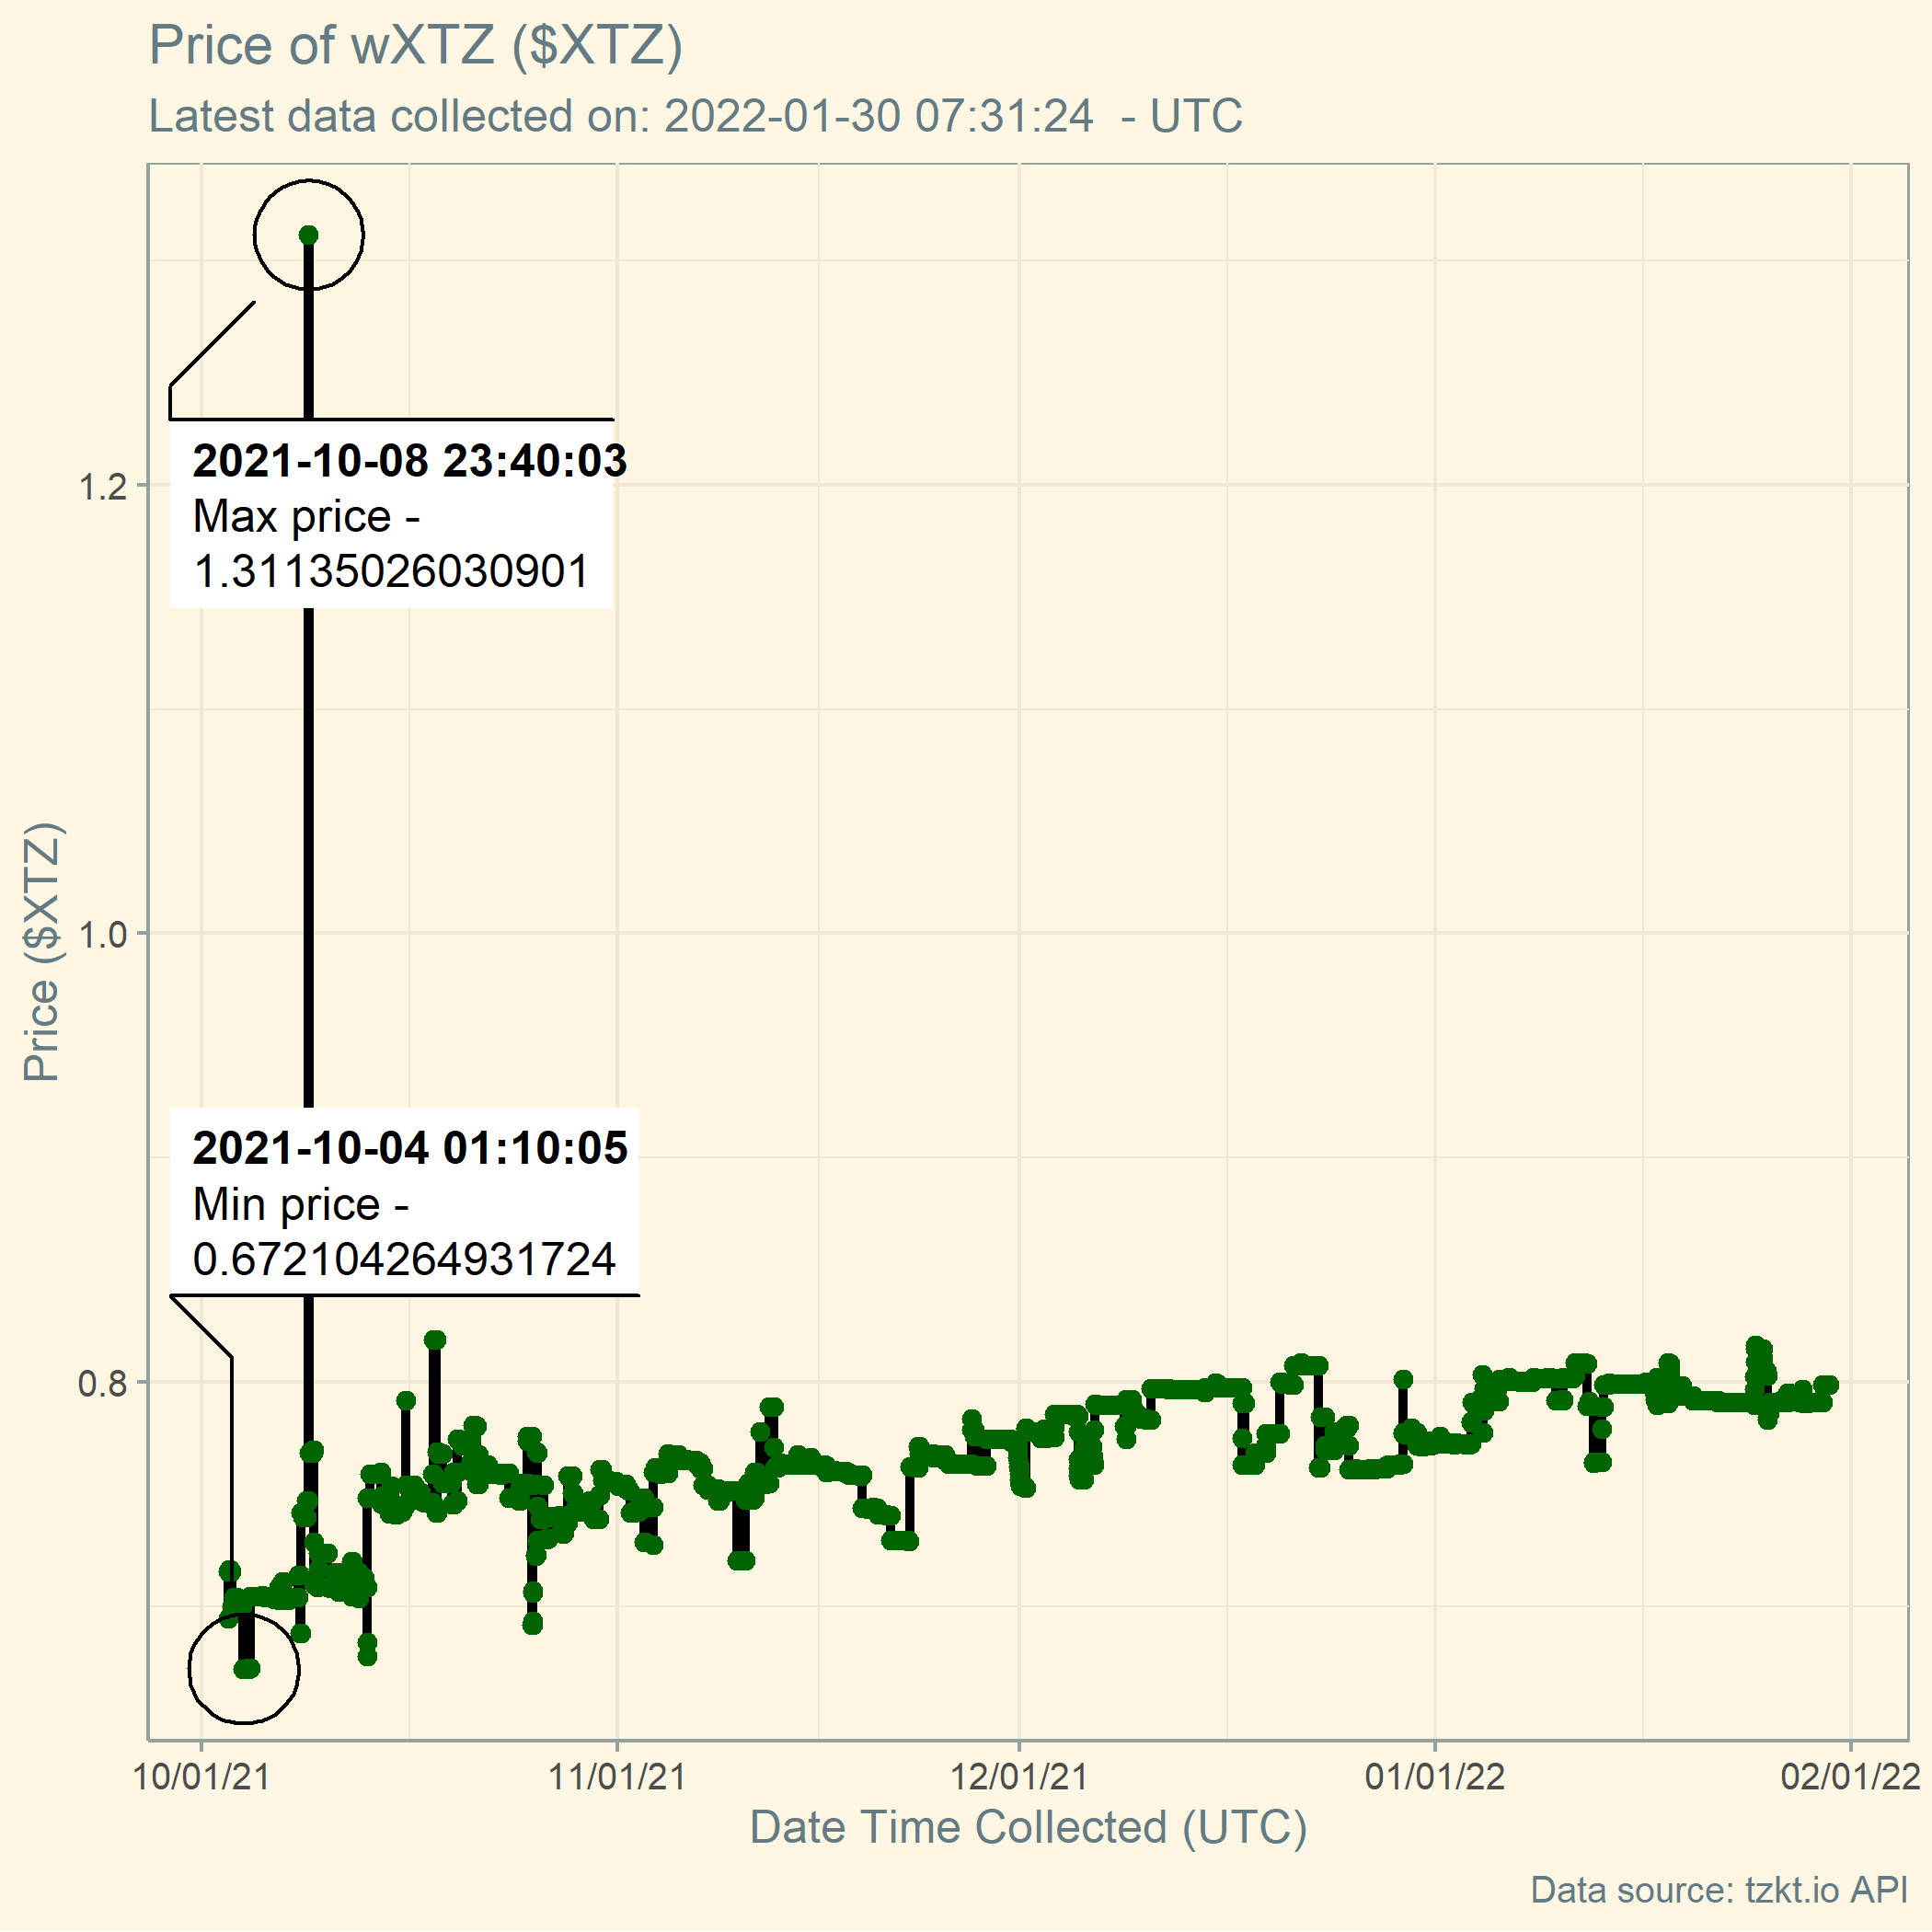 Price of wXTZ ($XTZ)
Latest data collected on: 2022-01-30 07:31:24  - UTC
2021-10-08 23:40:03
Max price -
1.31135026030901
1.2
1.0
Price ($XTZ)
2021-10-04 01:10:05
Min price -
0.672104264931724
0.8
10/01/21 11/01/21 12/01/21 01/01/22 02/01/22
Date Time Collected (UTC)
Data source: tzkt.io API